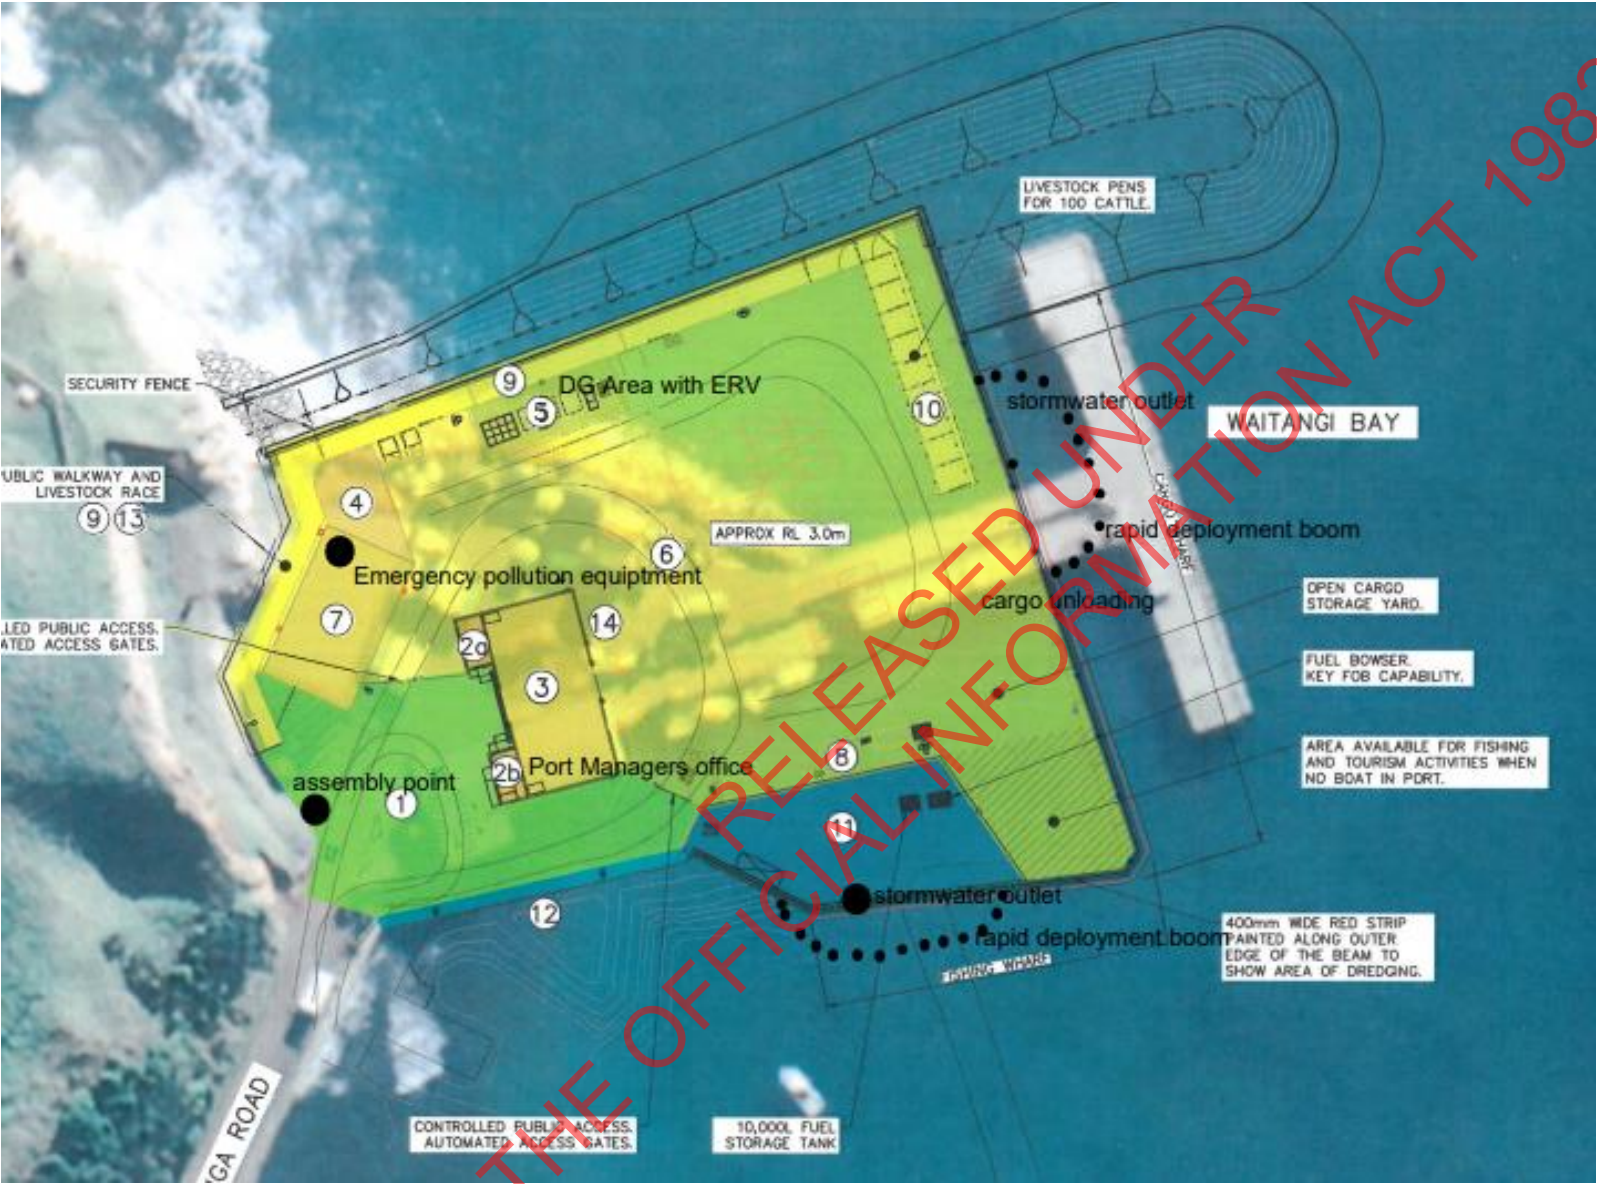 LIVESTOCK PENS
FOR 100 CATTLE.
SECURITY FENCE
9
DG Area with ERV
5
10
stormwater outlet
WAITANGI BAY
UBLIC WALKWAY AND
LIVESTOCK RACE
9 13
4
APPROX RL 3.0m
6
rapid deployment boom
CARGO WHARF
Emergency pollution equiptment
cargo unloading
OPEN CARGO
STORAGE YARD.
7
14
LLED PUBLIC ACCESS.
ATED ACCESS GATES.
2a
3
FUEL BOWSER.
KEY FOB CAPABILITY.
8
2b
Port Managers office
AREA AVAILABLE FOR FISHING
AND TOURISM ACTIVITIES WHEN
NO BOAT IN PORT.
assembly point
1
11
stormwater outlet
12
rapid deployment boom
FISHING WHARF
400mm WIDE RED STRIP
PAINTED ALONG OUTER
EDGE OF THE BEAM TO
SHOW AREA OF DREDGING.
NGA ROAD
CONTROLLED PUBLIC ACCESS.
AUTOMATED ACCESS GATES.
10,000L FUEL
STORAGE TANK
RELEASED UNDER
THE OFFICIAL INFORMATION ACT 1982